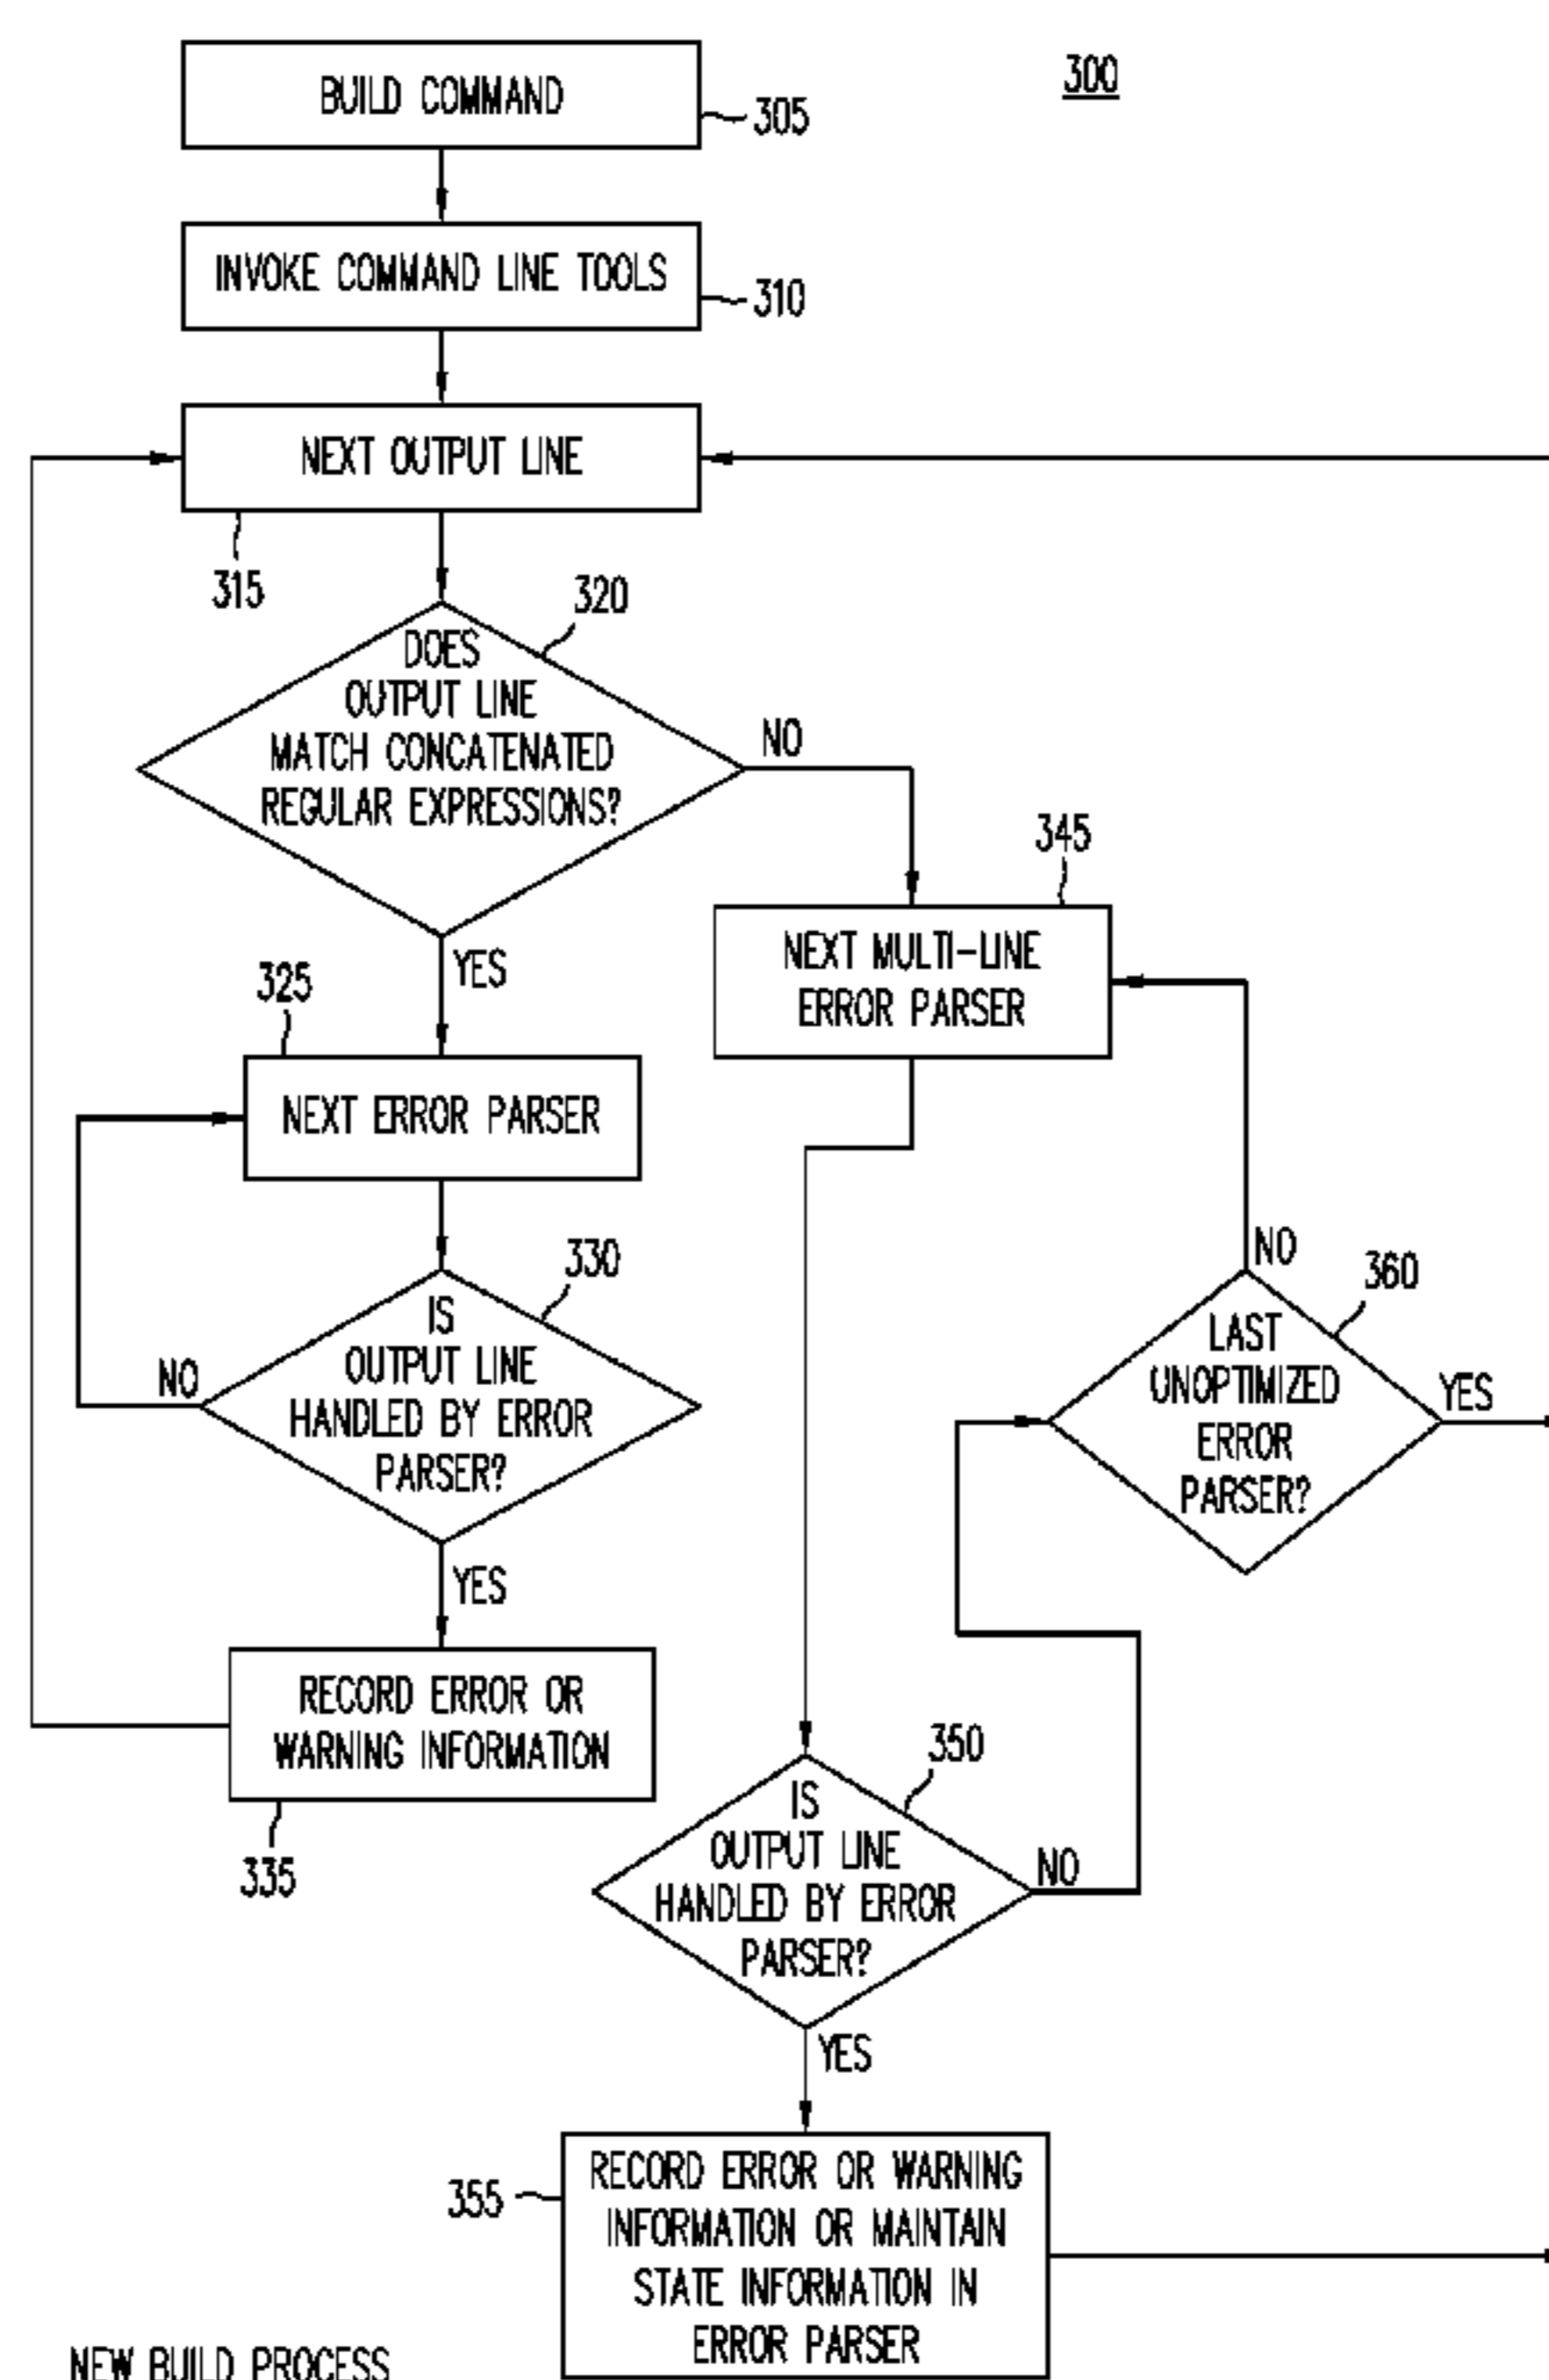 300
BUILD COMMAND
305
INVOKE COMMAND LINE TOOLS
310
NEXT OUTPUT LINE
315
320
DOES
OUTPUT LINE
MATCH CONCATENATED
REGULAR EXPRESSIONS?
NO
YES
345
NEXT MULTI-LINE
ERROR PARSER
325
NEXT ERROR PARSER
330
IS
OUTPUT LINE
HANDLED BY ERROR
PARSER?
NO
YES
NO
360
LAST
UNOPTIMIZED
ERROR
PARSER?
YES
RECORD ERROR OR
WARNING INFORMATION
335
350
IS
OUTPUT LINE
HANDLED BY ERROR
PARSER?
NO
YES
355
RECORD ERROR OR WARNING
INFORMATION OR MAINTAIN
STATE INFORMATION IN
ERROR PARSER
NEW BUILD PROCESS